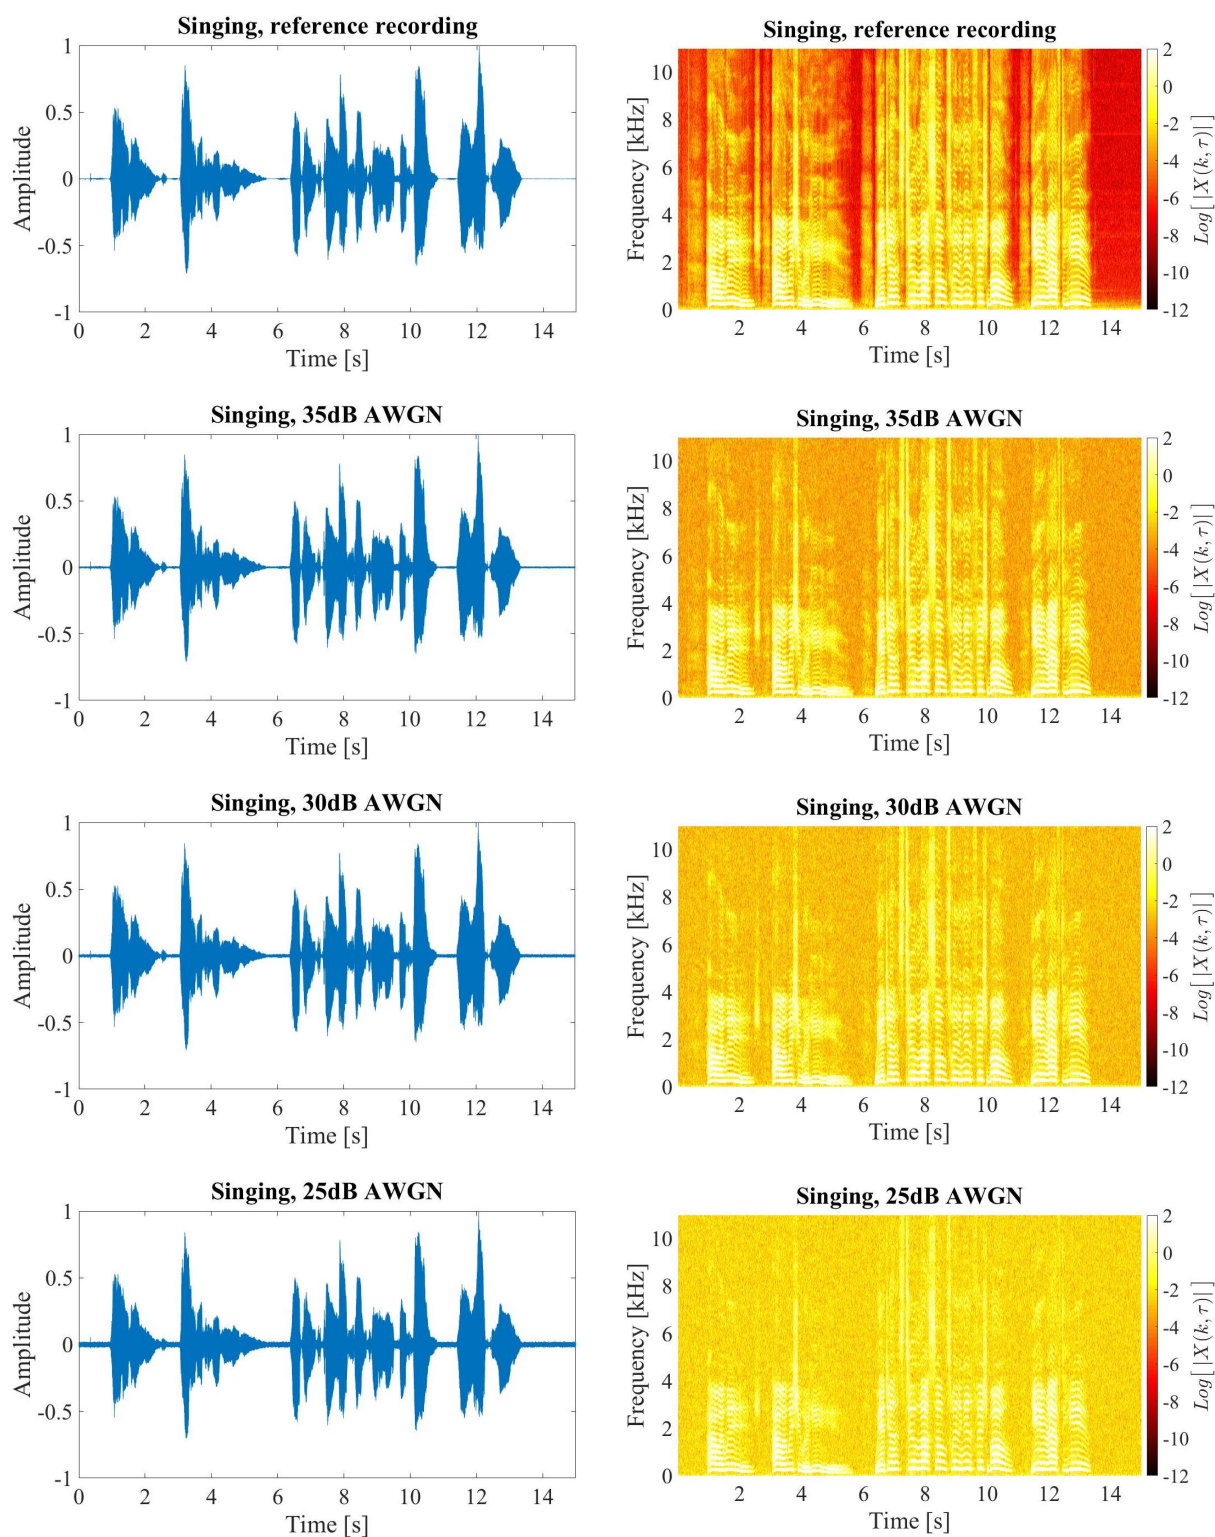 Singing, reference recording
1
0.5
0
-0.5
-1
Amplitude
0 2 4 6 8 10 12 14
Time [s]
Singing, reference recording
10
8
6
4
2
0
Frequency [kHz]
2 4 6 8 10 12 14
Time [s]
2
0
-2
-4
-6
-8
-10
-12
Log[|X(k, τ)|]
Singing, 35dB AWGN
1
0.5
0
-0.5
-1
Amplitude
0 2 4 6 8 10 12 14
Time [s]
Singing, 35dB AWGN
10
8
6
4
2
0
Frequency [kHz]
2 4 6 8 10 12 14
Time [s]
2
0
-2
-4
-6
-8
-10
-12
Log[|X(k, τ)|]
Singing, 30dB AWGN
1
0.5
0
-0.5
-1
Amplitude
0 2 4 6 8 10 12 14
Time [s]
Singing, 30dB AWGN
10
8
6
4
2
0
Frequency [kHz]
2 4 6 8 10 12 14
Time [s]
2
0
-2
-4
-6
-8
-10
-12
Log[|X(k, τ)|]
Singing, 25dB AWGN
1
0.5
0
-0.5
-1
Amplitude
0 2 4 6 8 10 12 14
Time [s]
Singing, 25dB AWGN
10
8
6
4
2
0
Frequency [kHz]
2 4 6 8 10 12 14
Time [s]
2
0
-2
-4
-6
-8
-10
-12
Log[|X(k, τ)|]